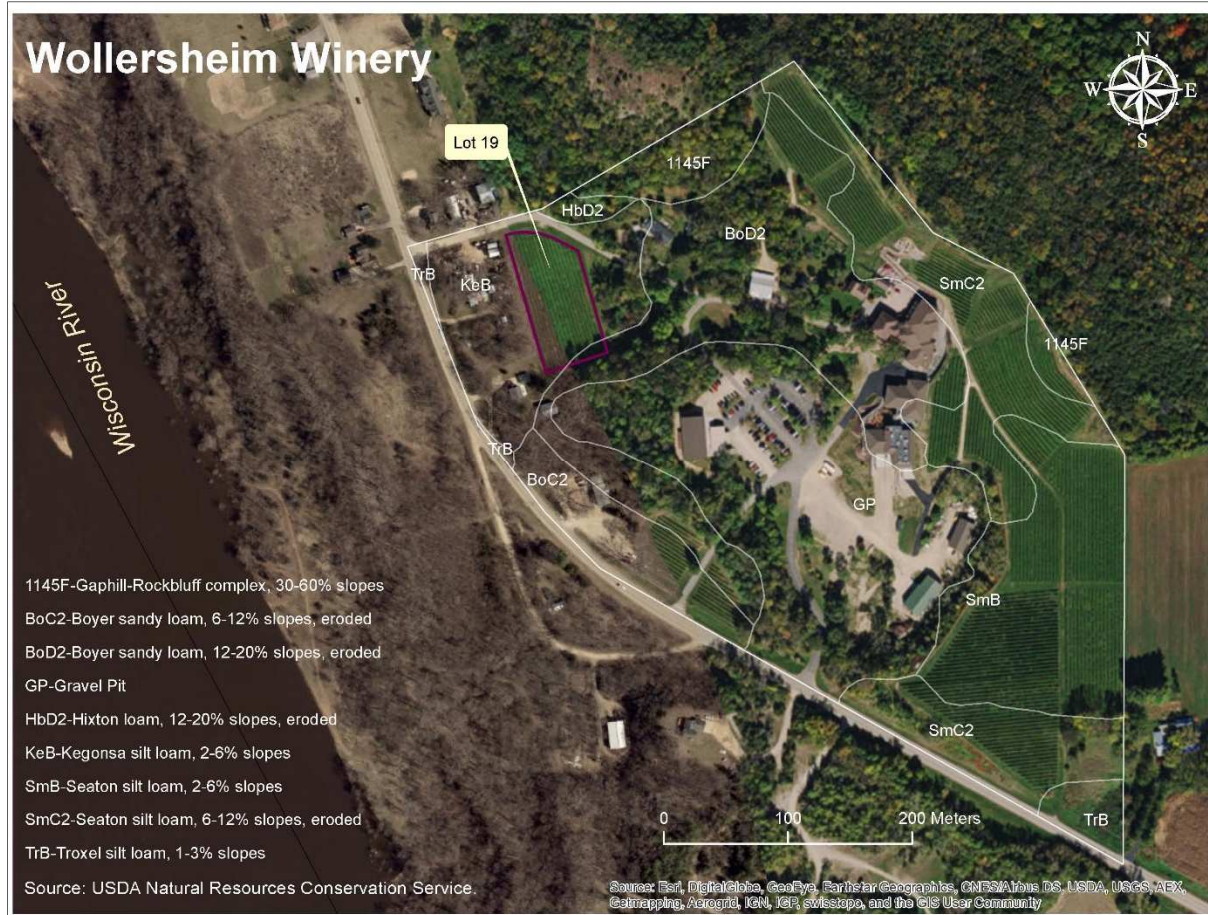 Wollersheim Winery
N
W E
S
Lot 19
1145F
HbD2
BoD2
TrB
KeB
SmC2
1145F
Wisconsin River
TrB
BoC2
GP
SmB
SmC2
TrB
1145F-Gaphill-Rockbluff complex, 30-60% slopes
BoC2-Boyer sandy loam, 6-12% slopes, eroded
BoD2-Boyer sandy loam, 12-20% slopes, eroded
GP-Gravel Pit
HbD2-Hixton loam, 12-20% slopes, eroded
KeB-Kegonsa silt loam, 2-6% slopes
SmB-Seaton silt loam, 2-6% slopes
SmC2-Seaton silt loam, 6-12% slopes, eroded
TrB-Troxel silt loam, 1-3% slopes
Source: USDA Natural Resources Conservation Service.
0 100 200 Meters
Source: Esri, DigitalGlobe, GeoEye, Earthstar Geographics, CNES/Airbus DS, USDA, USGS, AEX,
Getmapping, Aerogrid, IGN, IGP, swisstopo, and the GIS User Community